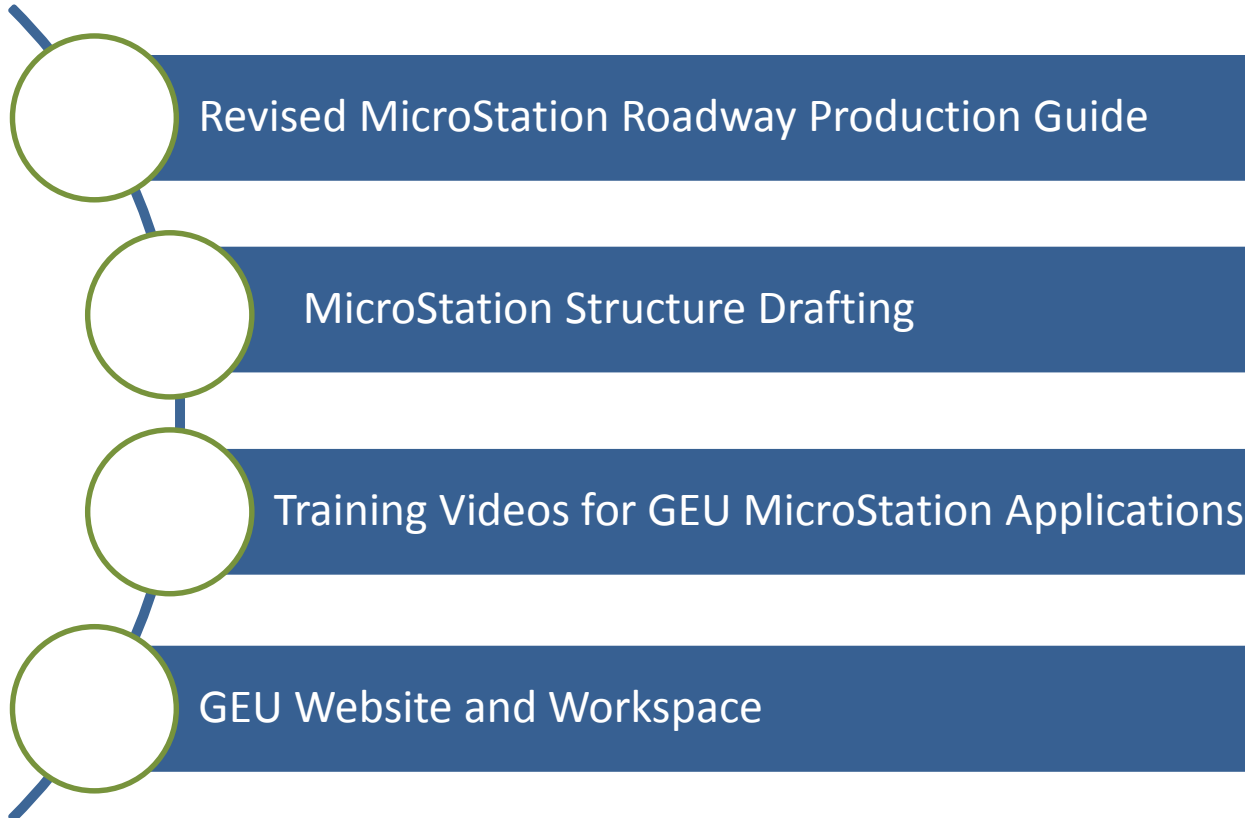 Revised MicroStation Roadway Production Guide
MicroStation Structure Drafting
Training Videos for GEU MicroStation Applications
GEU Website and Workspace